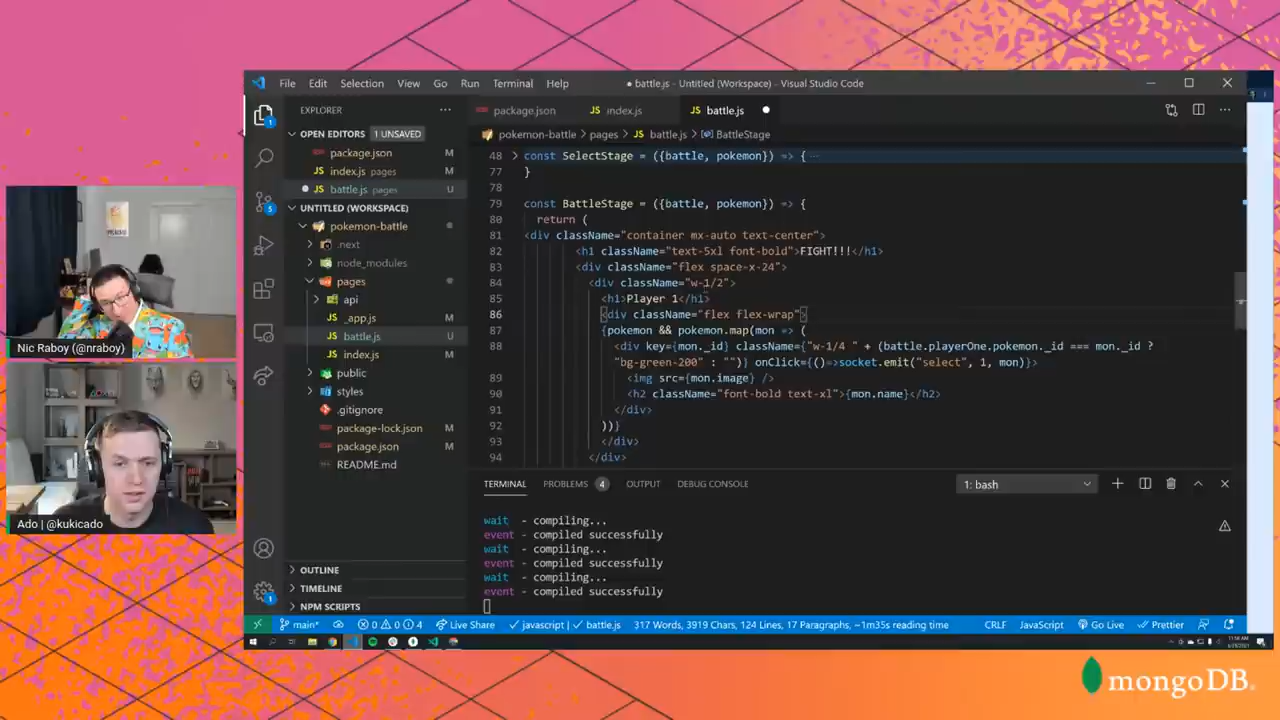 File Edit Selection View Go Run Terminal Help
● battle.js - Untitled (Workspace) - Visual Studio Code
EXPLORER
OPEN EDITORS 1 UNSAVED
package.json M
index.js pages M
battle.js pages U
UNTITLED (WORKSPACE)
pokemon-battle
.next
node_modules
pages
api
_app.js M
battle.js U
index.js M
public
styles
.gitignore
package-lock.json M
package.json M
README.md
OUTLINE
TIMELINE
NPM SCRIPTS
package.json
index.js
battle.js
pokemon-battle > pages > battle.js > BattleStage
48 const SelectStage = ({battle, pokemon}) => { ...
77 }
78
79 const BattleStage = ({battle, pokemon}) => {
80 return (
81 <div className="container mx-auto text-center">
82 <h1 className="text-5xl font-bold">FIGHT!!!</h1>
83 <div className="flex space-x-24">
84 <div className="w-1/2">
85 <h1>Player 1</h1>
86 <div className="flex flex-wrap">
87 {pokemon && pokemon.map(mon => (
88 <div key={mon._id} className={"w-1/4 " + (battle.playerOne.pokemon._id === mon._id ?
"bg-green-200" : "")} onClick={()=>socket.emit("select", 1, mon)}>
89 <img src={mon.image} />
90 <h2 className="font-bold text-xl">{mon.name}</h2>
91 </div>
92 ))}
93 </div>
94 </div>
TERMINAL PROBLEMS 4 OUTPUT DEBUG CONSOLE
1: bash
wait - compiling...
event - compiled successfully
wait - compiling...
event - compiled successfully
wait - compiling...
event - compiled successfully
main* 0 0 4 Live Share javascript | battle.js 317 Words, 3919 Chars, 124 Lines, 17 Paragraphs, ~1m35s reading time CRLF JavaScript Go Live Prettier
Nic Raboy (@nraboy)
Ado | @kukicado
mongoDB.